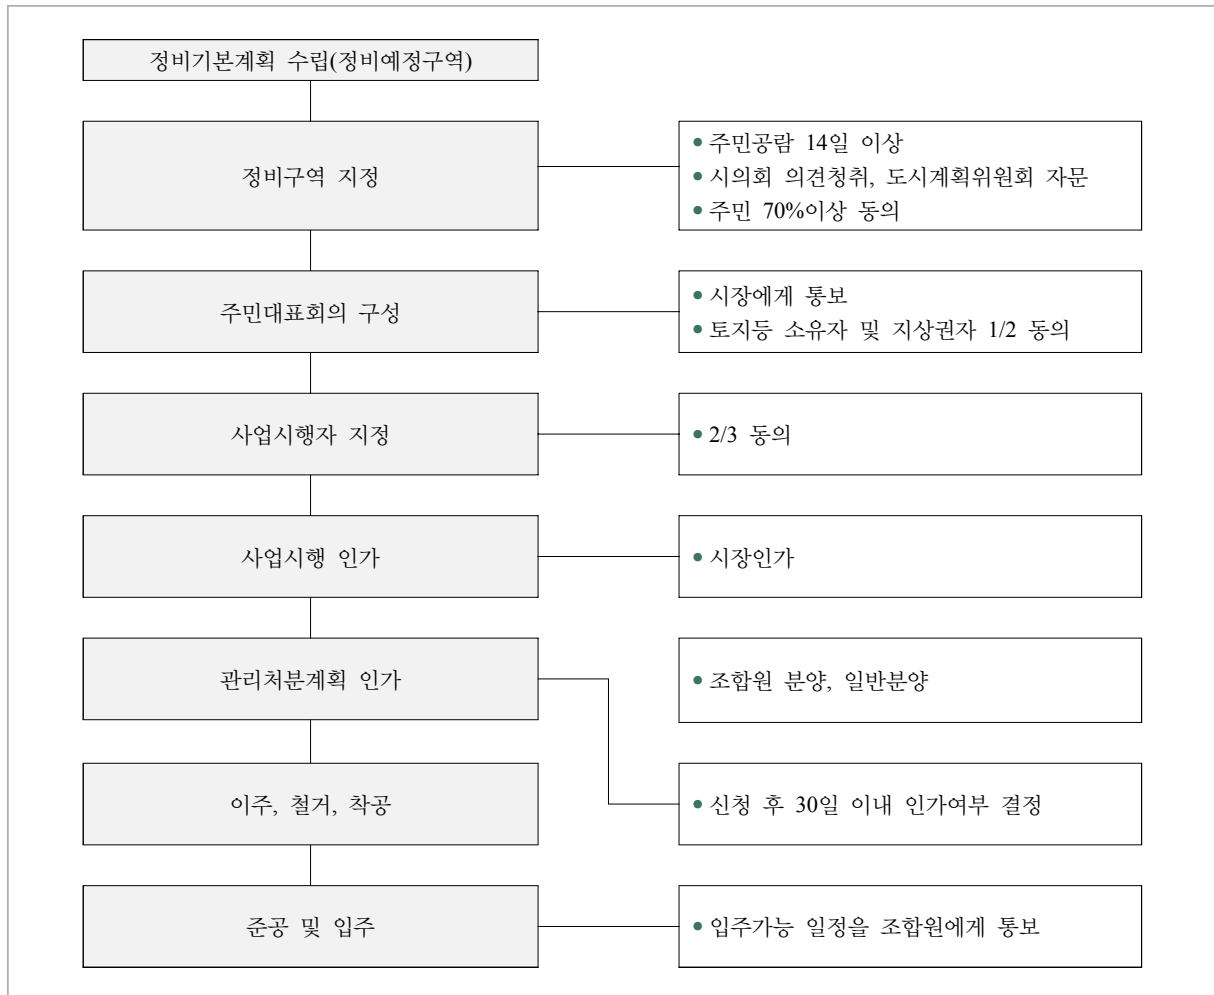 정비기본계획 수립(정비예정구역)
정비구역 지정
• 주민공람 14일 이상
• 시의회 의견청취, 도시계획위원회 자문
• 주민 70%이상 동의
주민대표회의 구성
• 시장에게 통보
• 토지등 소유자 및 지상권자 1/2 동의
사업시행자 지정
• 2/3 동의
사업시행 인가
• 시장인가
관리처분계획 인가
• 조합원 분양, 일반분양
이주, 철거, 착공
• 신청 후 30일 이내 인가여부 결정
준공 및 입주
• 입주가능 일정을 조합원에게 통보